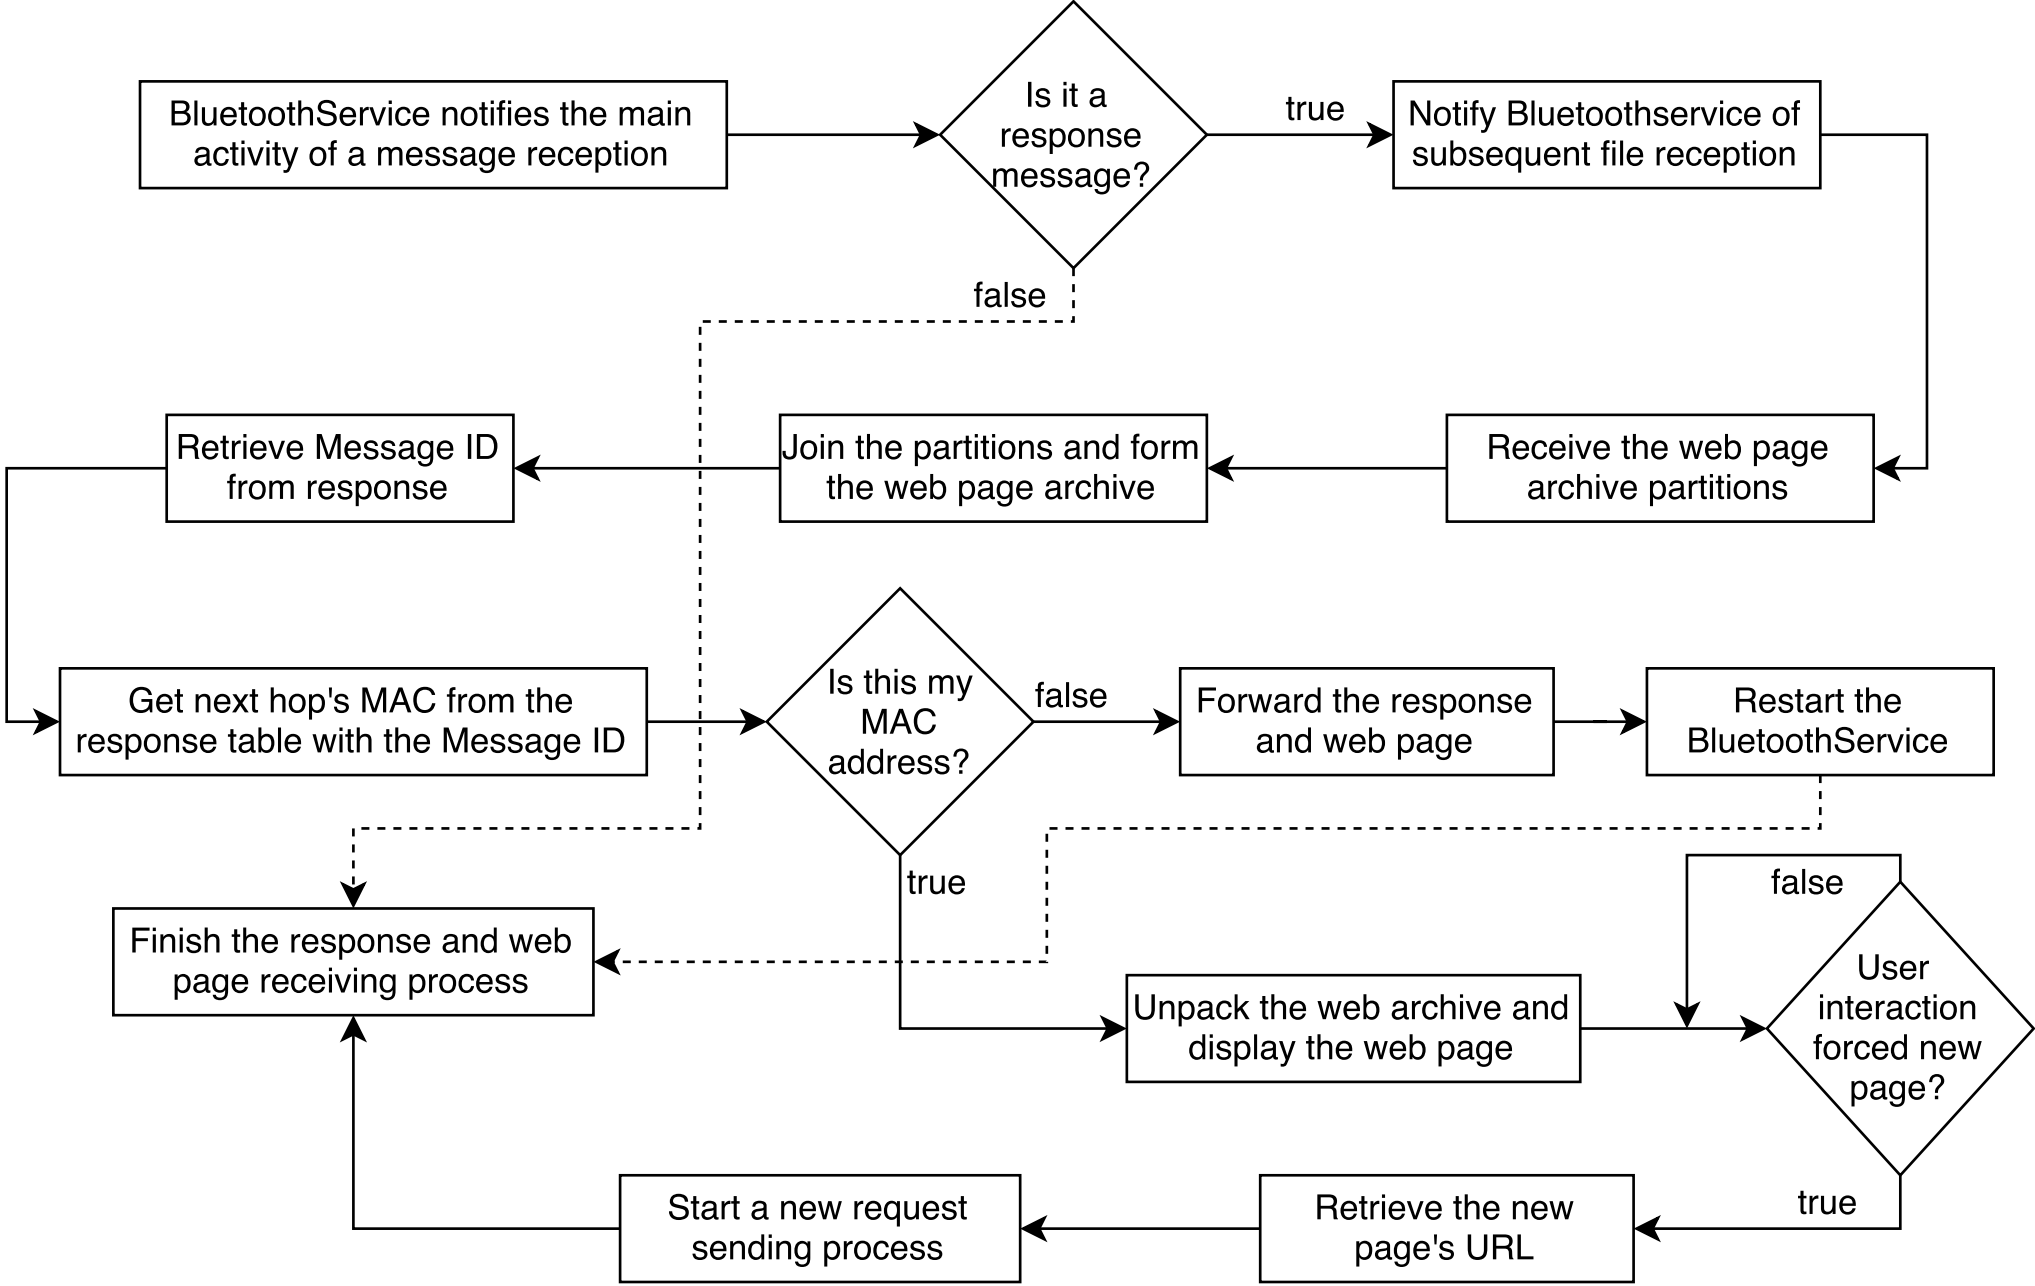 BluetoothService notifies the main
activity of a message reception
Is it a
response
message?
true
Notify Bluetoothservice of
subsequent file reception
false
Retrieve Message ID
from response
Join the partitions and form
the web page archive
Receive the web page
archive partitions
Get next hop's MAC from the
response table with the Message ID
Is this my
MAC
address?
false
Forward the response
and web page
Restart the
BluetoothService
true
false
Finish the response and web
page receiving process
Unpack the web archive and
display the web page
User
interaction
forced new
page?
true
Start a new request
sending process
Retrieve the new
page's URL